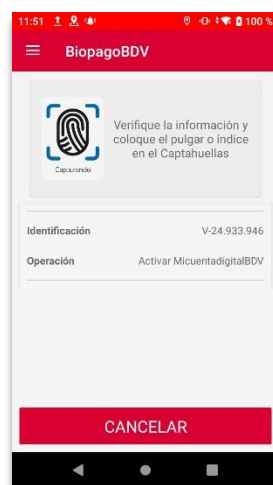 11:51 100 %
BiopagoBDV
Capturando
Verifique la información y
coloque el pulgar o índice
en el Captahuellas
Identificación V-24.933.946
Operación Activar MicuentadigitalBDV
CANCELAR